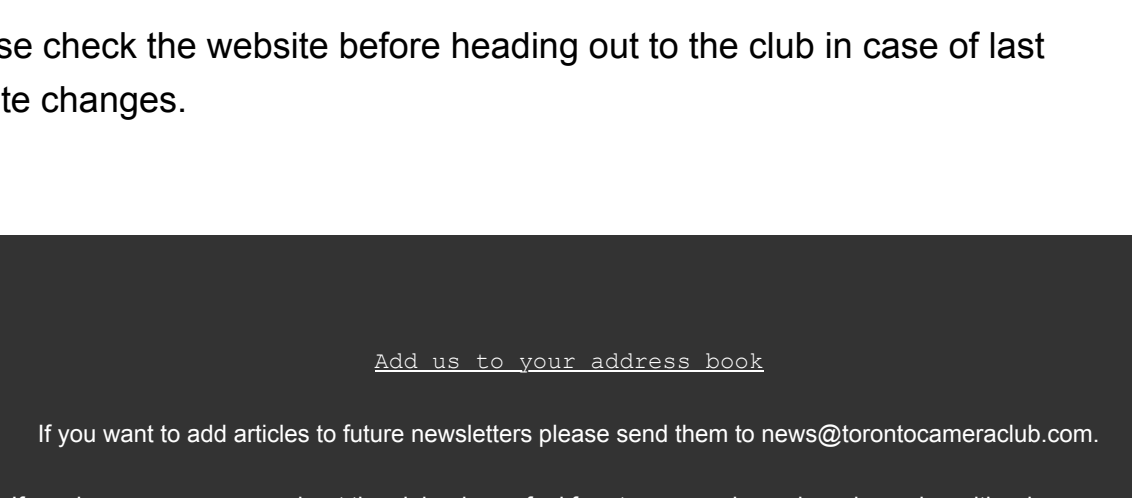 se check the website before heading out to the club in case of last
te changes.
Add us to your address book
If you want to add articles to future newsletters please send them to news@torontocameraclub.com.